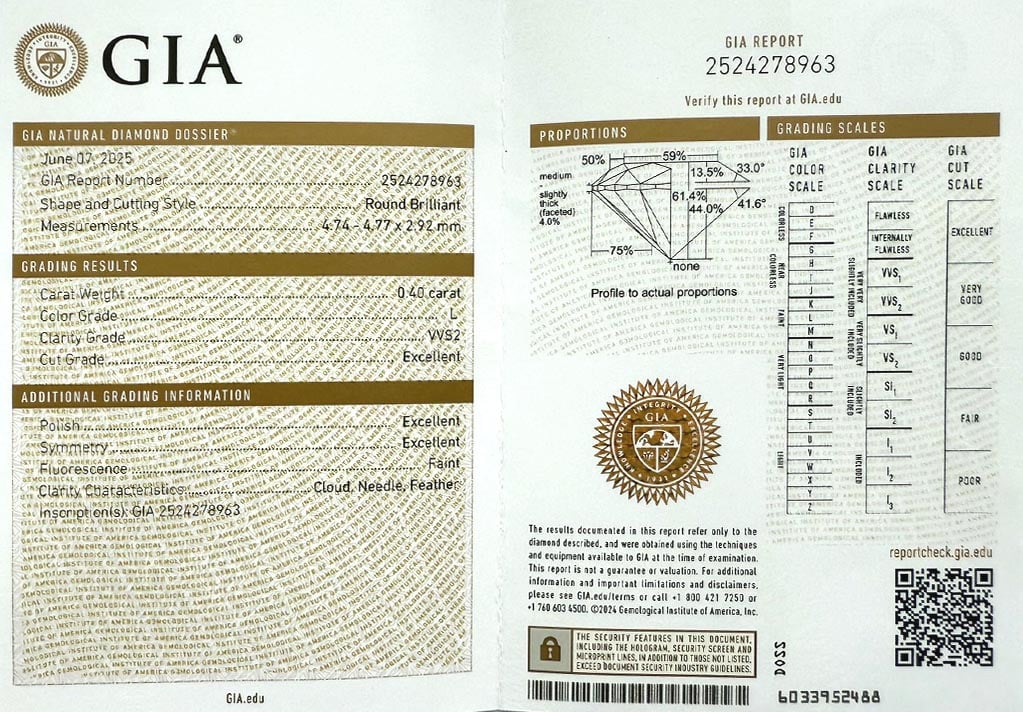 GIA®
GIA NATURAL DIAMOND DOSSIER®
June 07, 2025
GIA Report Number 2524278963
Shape and Cutting Style Round Brilliant
Measurements 4.74 - 4.77 x 2.92 mm
GRADING RESULTS
Carat Weight 0.40 carat
Color Grade L
Clarity Grade VVS2
Cut Grade Excellent
ADDITIONAL GRADING INFORMATION
Polish Excellent
Symmetry Excellent
Fluorescence Faint
Clarity Characteristics Cloud, Needle, Feather
Inscription(s): GIA 2524278963
GIA.edu
GIA REPORT
2524278963
Verify this report at GIA.edu
PROPORTIONS
50%
59%
13.5%
33.0°
medium
-
slightly
thick
(faceted)
4.0%
61.4%
44.0%
41.6°
75%
none
Profile to actual proportions
GIA
INTEGRITY
KNOWLEDGE
EXCELLENCE
1931
The results documented in this report refer only to the
diamond described, and were obtained using the techniques
and equipment available to GIA at the time of examination.
This report is not a guarantee or valuation. For additional
information and important limitations and disclaimers,
please see GIA.edu/terms or call +1 800 421 7250 or
+1 760 603 4500. ©2024 Gemological Institute of America, Inc.
THE SECURITY FEATURES IN THIS DOCUMENT,
INCLUDING THE HOLOGRAM, SECURITY SCREEN AND
MICROPRINT LINES, IN ADDITION TO THOSE NOT LISTED,
EXCEED DOCUMENT SECURITY INDUSTRY GUIDELINES.
GRADING SCALES
GIA
COLOR
SCALE
COLORLESS
D
E
F
NEAR COLORLESS
G
H
I
J
FAINT
K
L
M
VERY LIGHT
N
O
P
Q
R
LIGHT
S
T
U
V
W
X
Y
Z
GIA
CLARITY
SCALE
FLAWLESS
INTERNALLY
FLAWLESS
VERY VERY
SLIGHTLY INCLUDED
VVS1
VVS2
VERY SLIGHTLY
INCLUDED
VS1
VS2
SLIGHTLY
INCLUDED
SI1
SI2
INCLUDED
I1
I2
I3
GIA
CUT
SCALE
EXCELLENT
VERY
GOOD
GOOD
FAIR
POOR
reportcheck.gia.edu
D022
6033952488